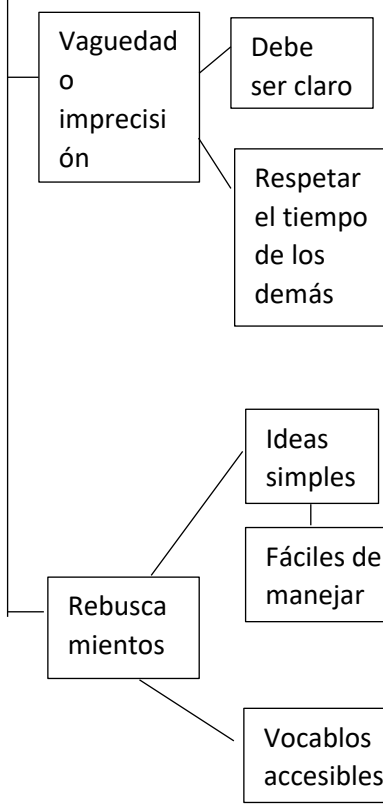 Vaguedad
o
imprecisi
ón
Debe
ser claro
Respetar
el tiempo
de los
demás
Ideas
simples
Fáciles de
manejar
Rebusca
mientos
Vocablos
accesibles